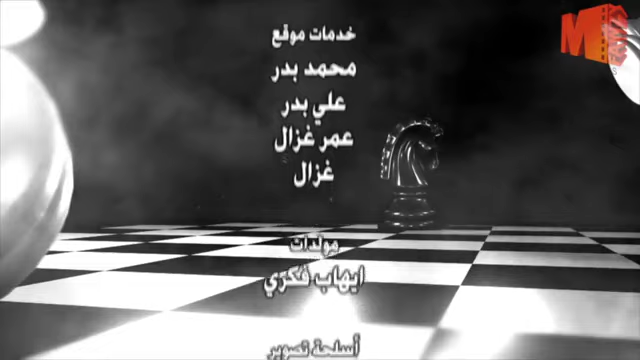 خدمات موقع
محمد بدر
علي بدر
عمر غزال
غزال
مولدات
ايهاب فكري
أسلحة تصوير